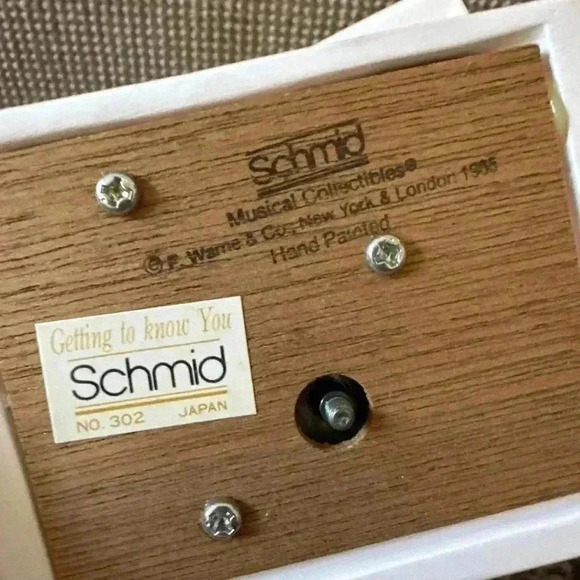 Schmid
Musical Collectibles®
© F. Warne & Co., New York & London 1985
Hand Painted
Getting to know You
Schmid
NO. 302 JAPAN